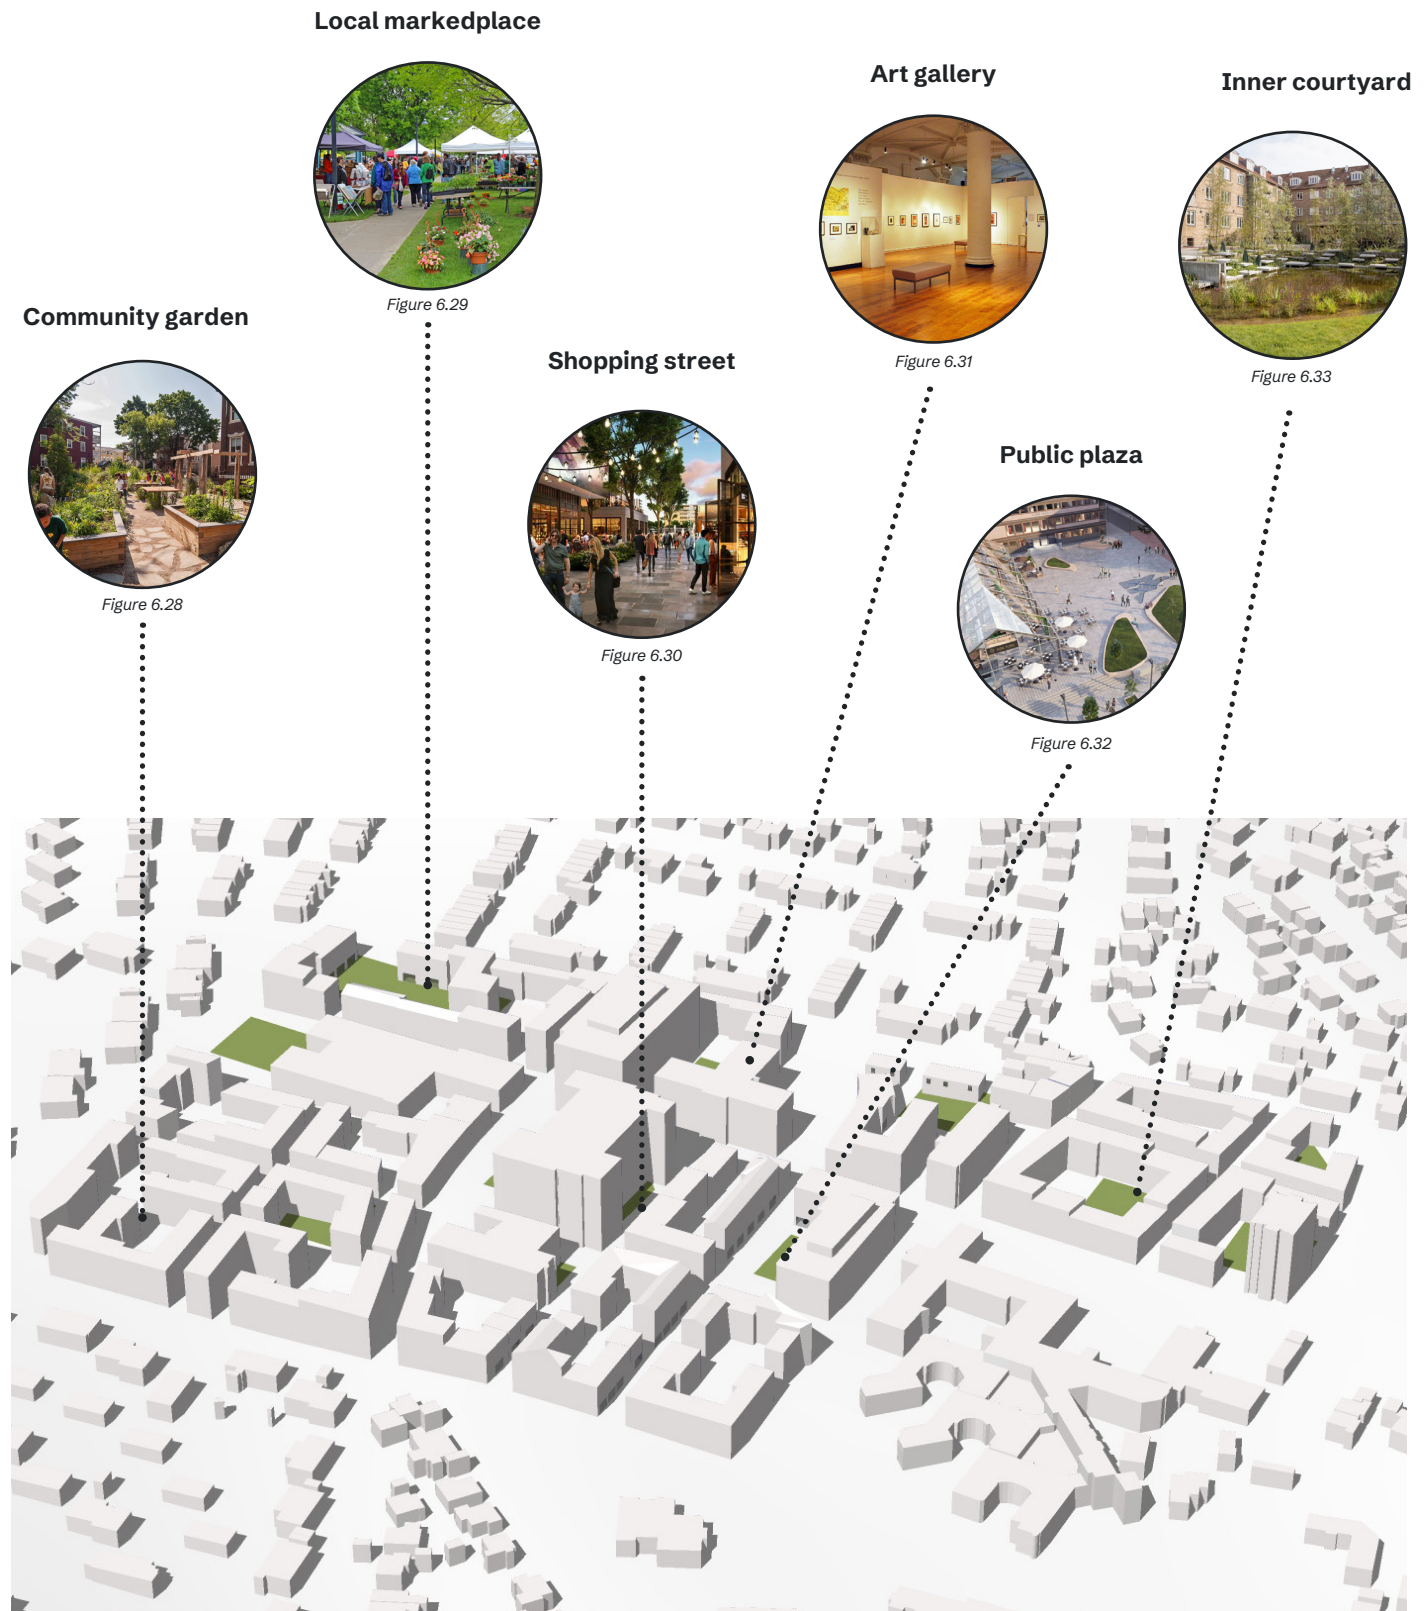 Local markedplace
Art gallery
Inner courtyard
Figure 6.29
Community garden
Shopping street
Figure 6.31
Figure 6.33
Public plaza
Figure 6.28
Figure 6.30
Figure 6.32